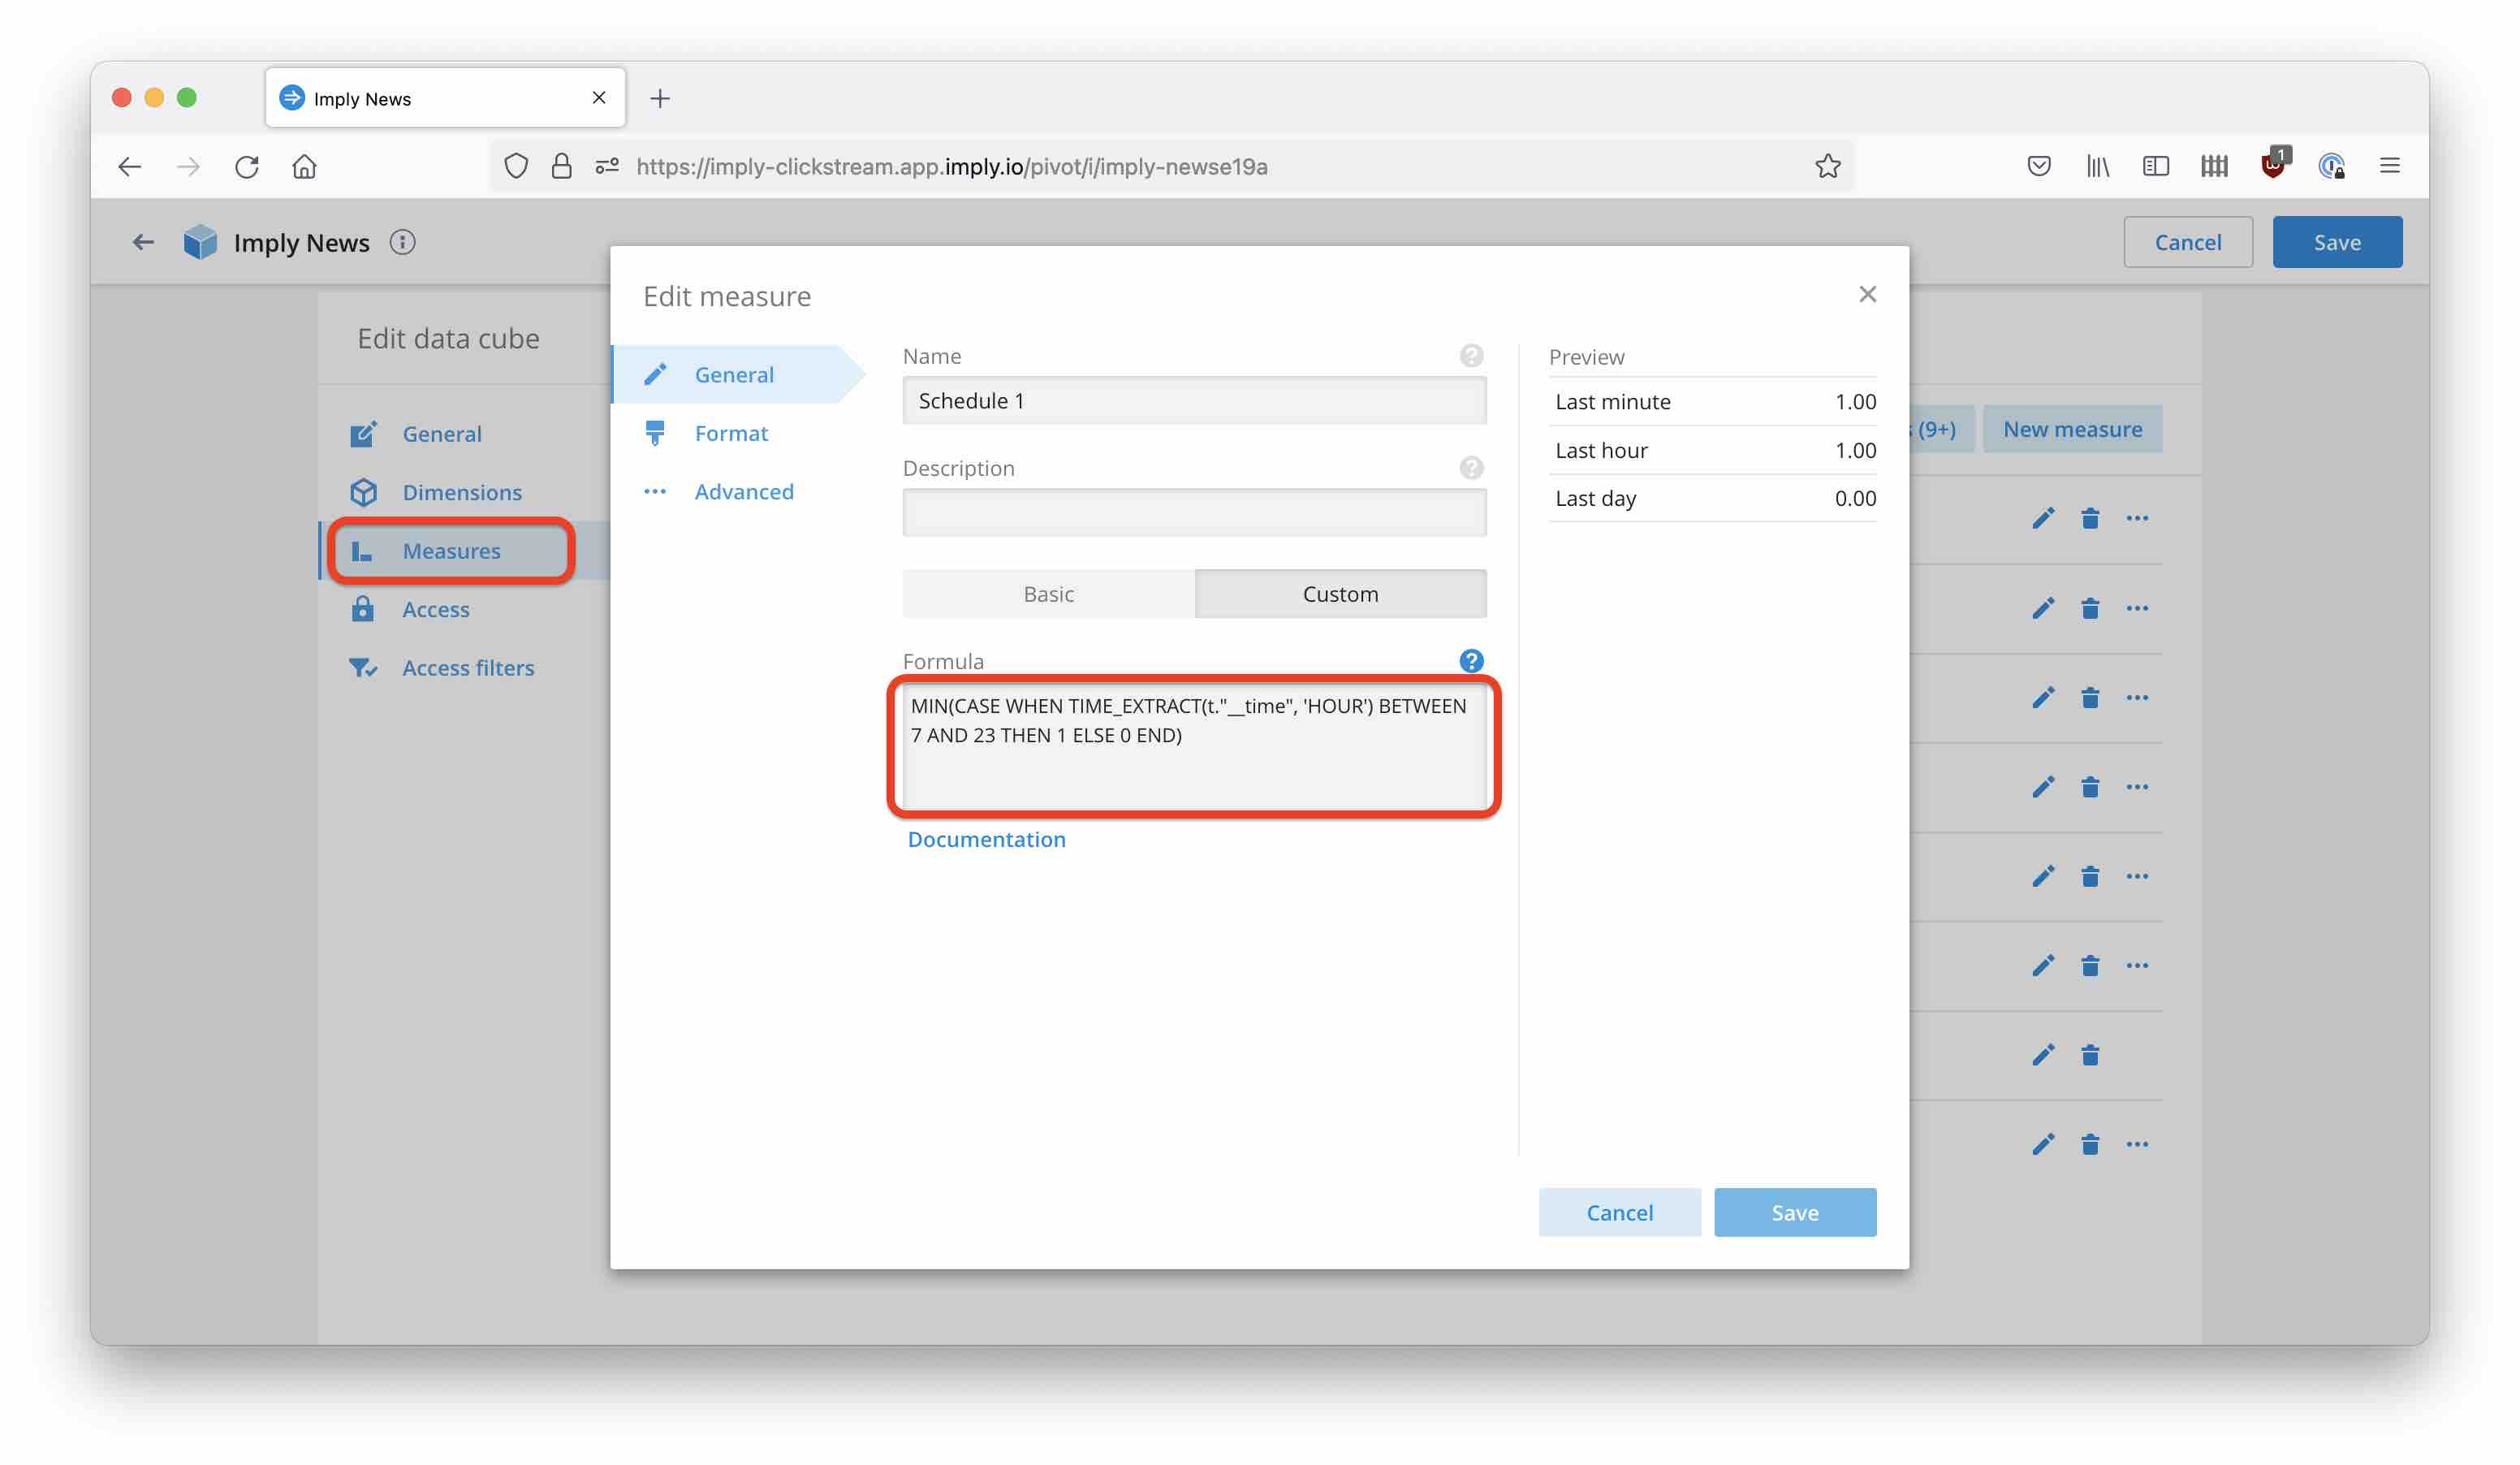 Imply News
https://imply-clickstream.app.imply.io/pivot/i/imply-newse19a
1
Imply News
Cancel
Save
Edit data cube
General
Dimensions
Measures
Access
Access filters
(9+)
New measure
Edit measure
General
Format
Advanced
Name
Schedule 1
Description
Basic
Custom
Formula
MIN(CASE WHEN TIME_EXTRACT(t."__time", 'HOUR') BETWEEN
7 AND 23 THEN 1 ELSE 0 END)
Documentation
Preview
Last minute 1.00
Last hour 1.00
Last day 0.00
Cancel
Save